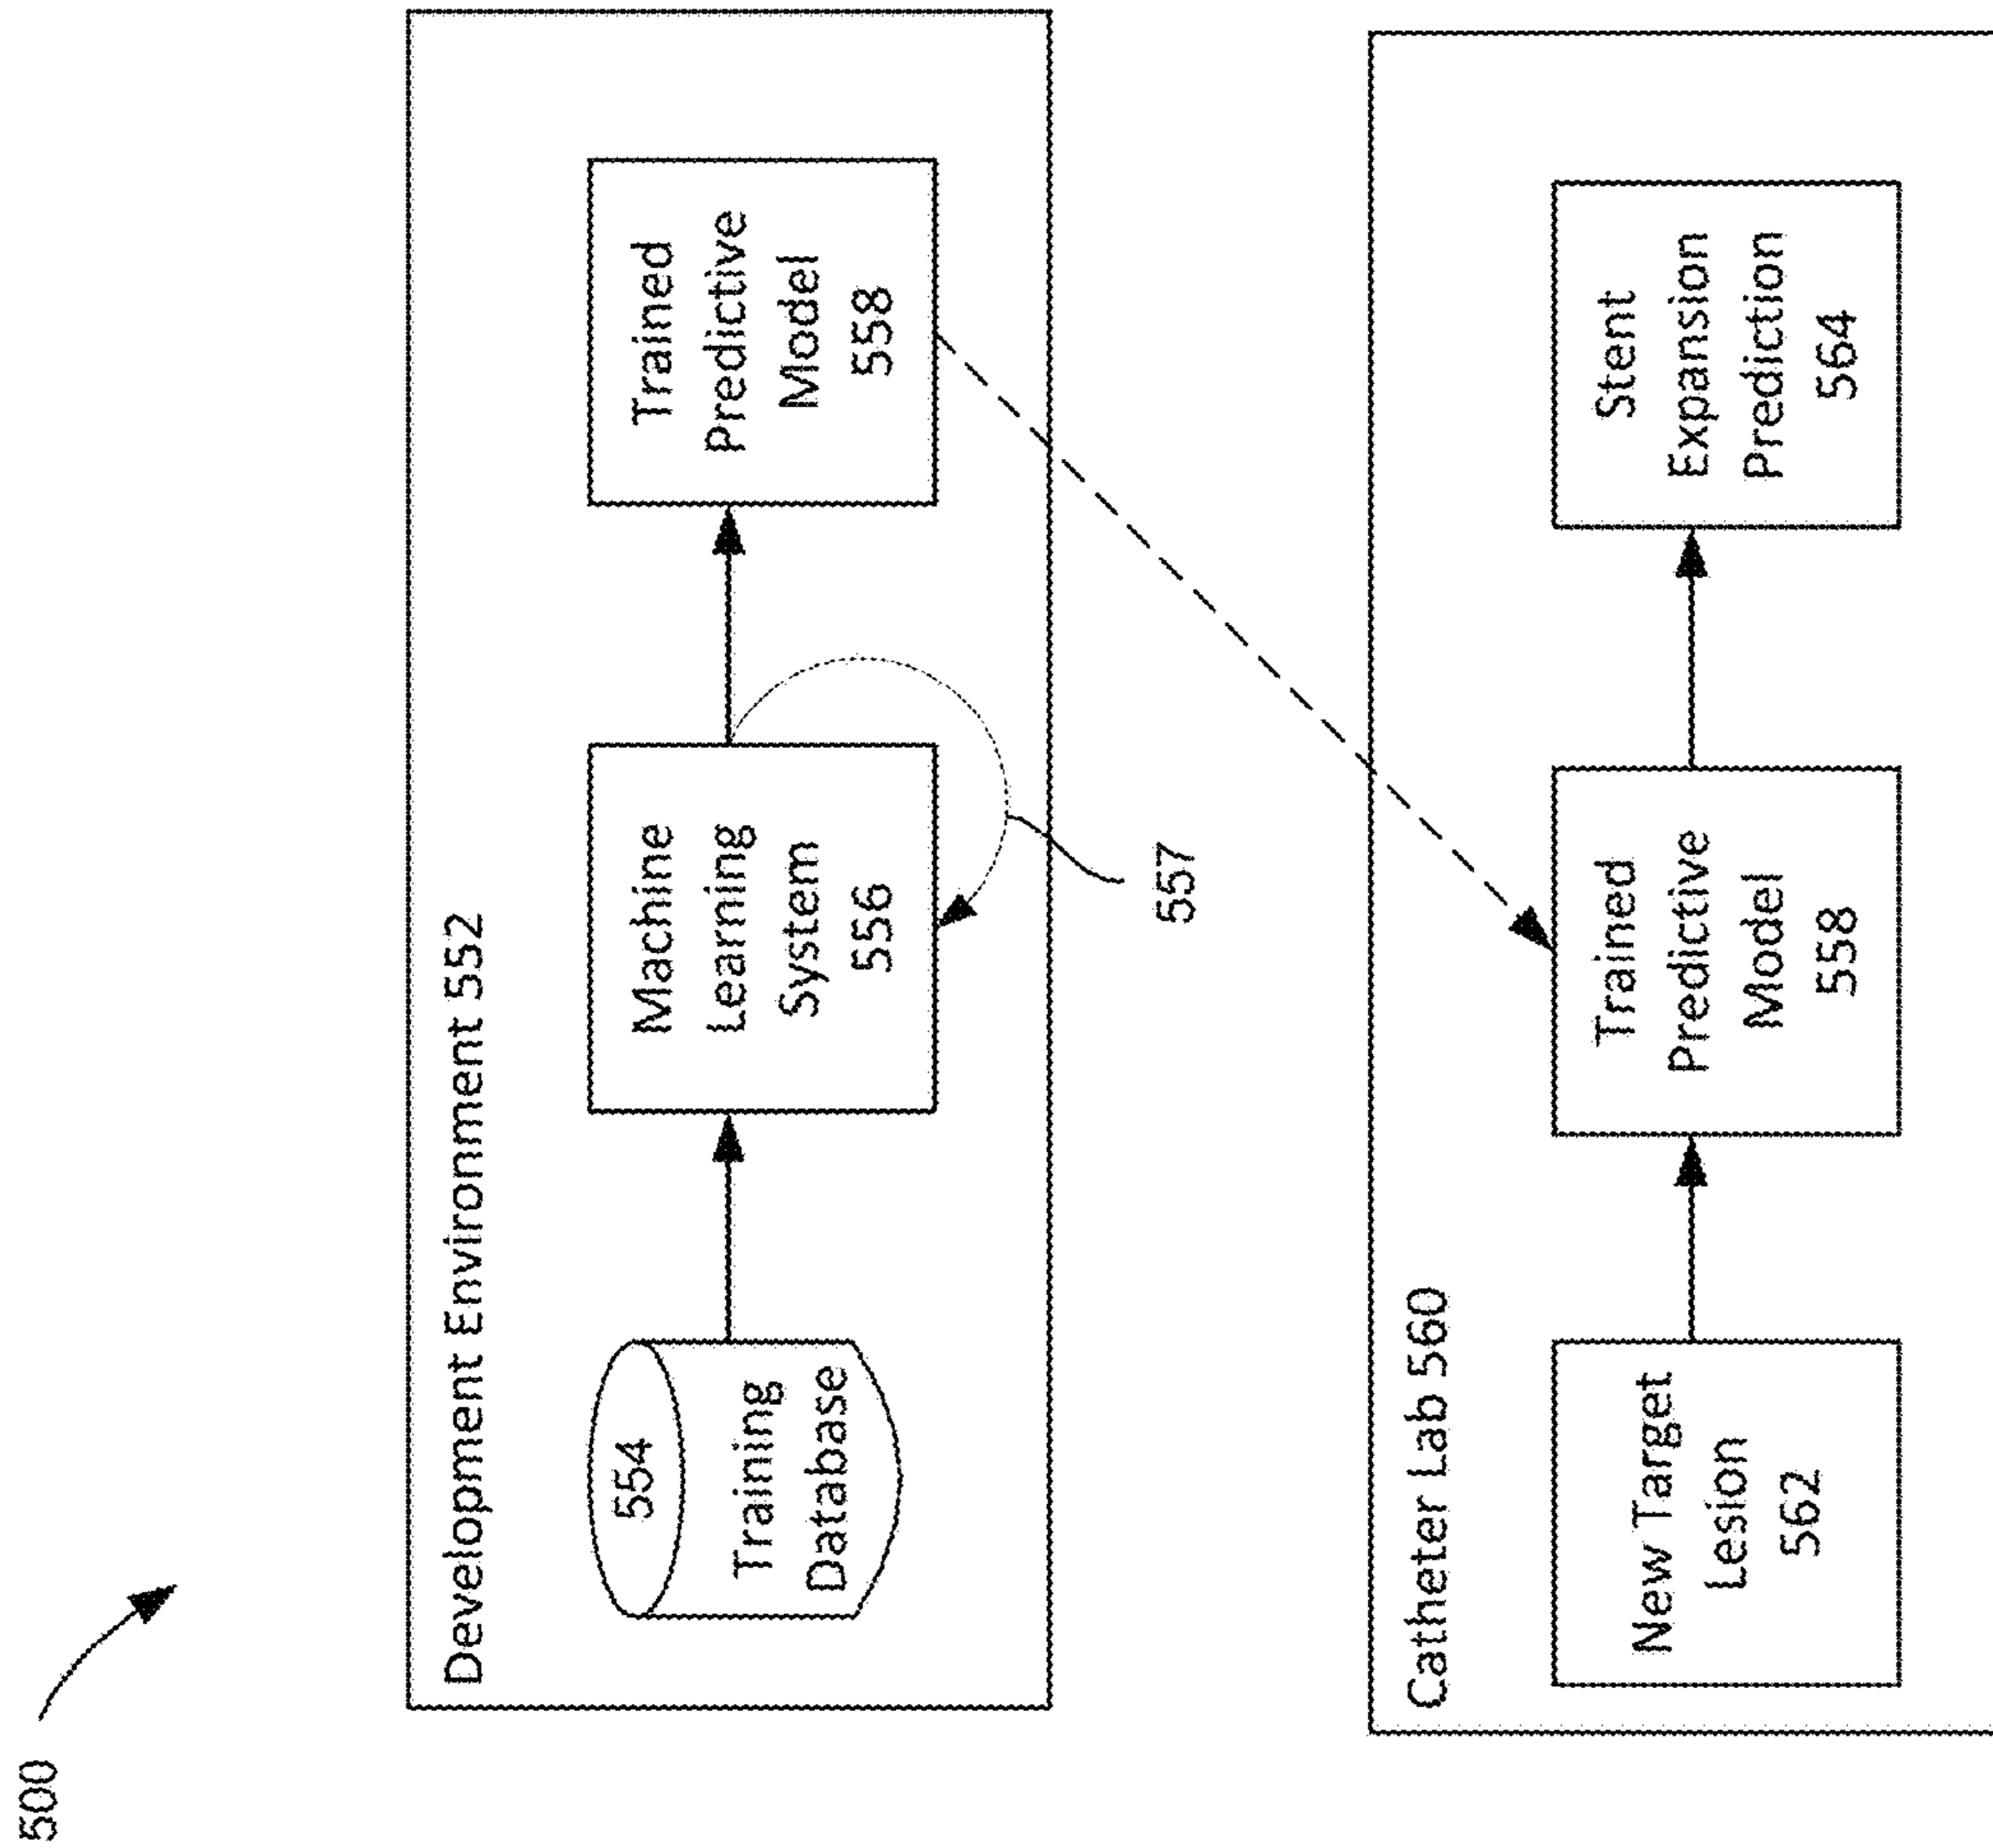 500
Development Environment 552
554
Training
Database
Machine
Learning
System
556
557
Trained
Predictive
Model
558
Catheter Lab 560
New Target
Lesion
562
Trained
Predictive
Model
558
Stent
Expansion
Prediction
564